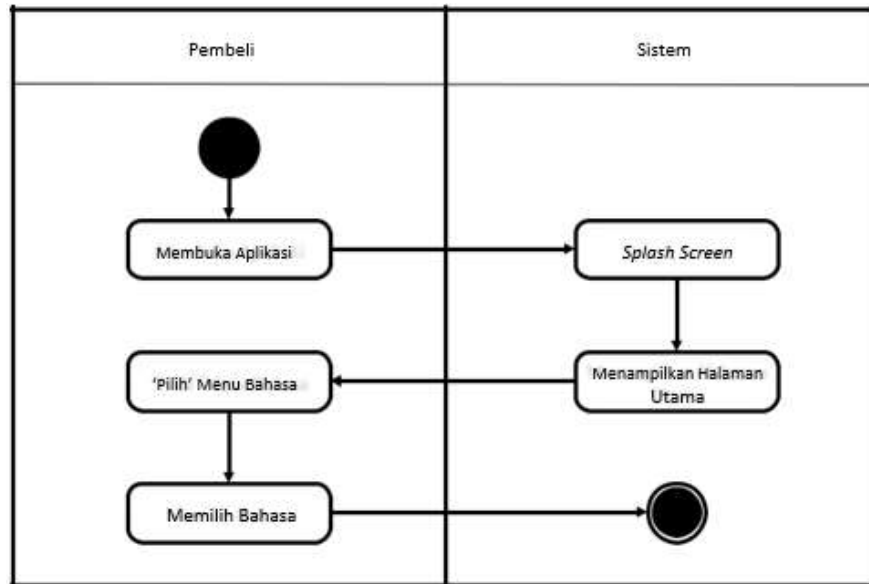 Pembeli
Sistem
Membuka Aplikasi
Splash Screen
'Pilih' Menu Bahasa
Menampilkan Halaman
Utama
Memilih Bahasa